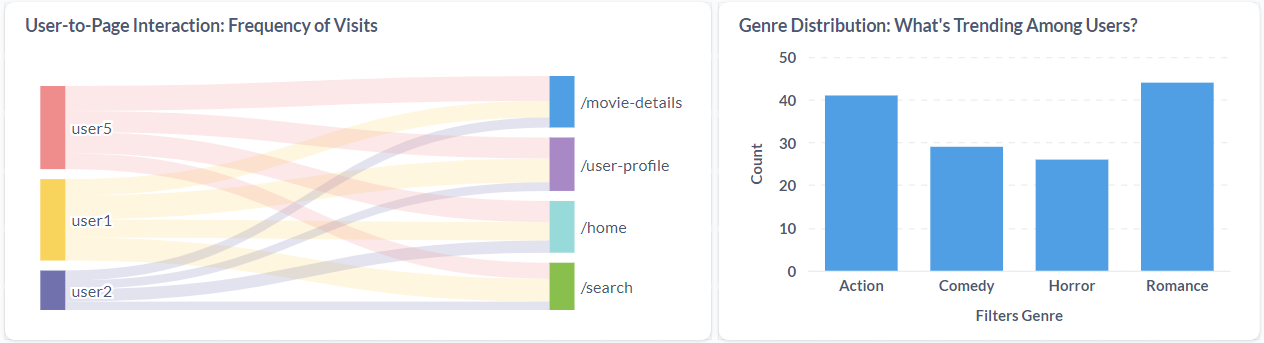 User-to-Page Interaction: Frequency of Visits
user5
user1
user2
/movie-details
/user-profile
/home
/search
Genre Distribution: What's Trending Among Users?
Count
50
40
30
20
10
0
Action Comedy Horror Romance
Filters Genre